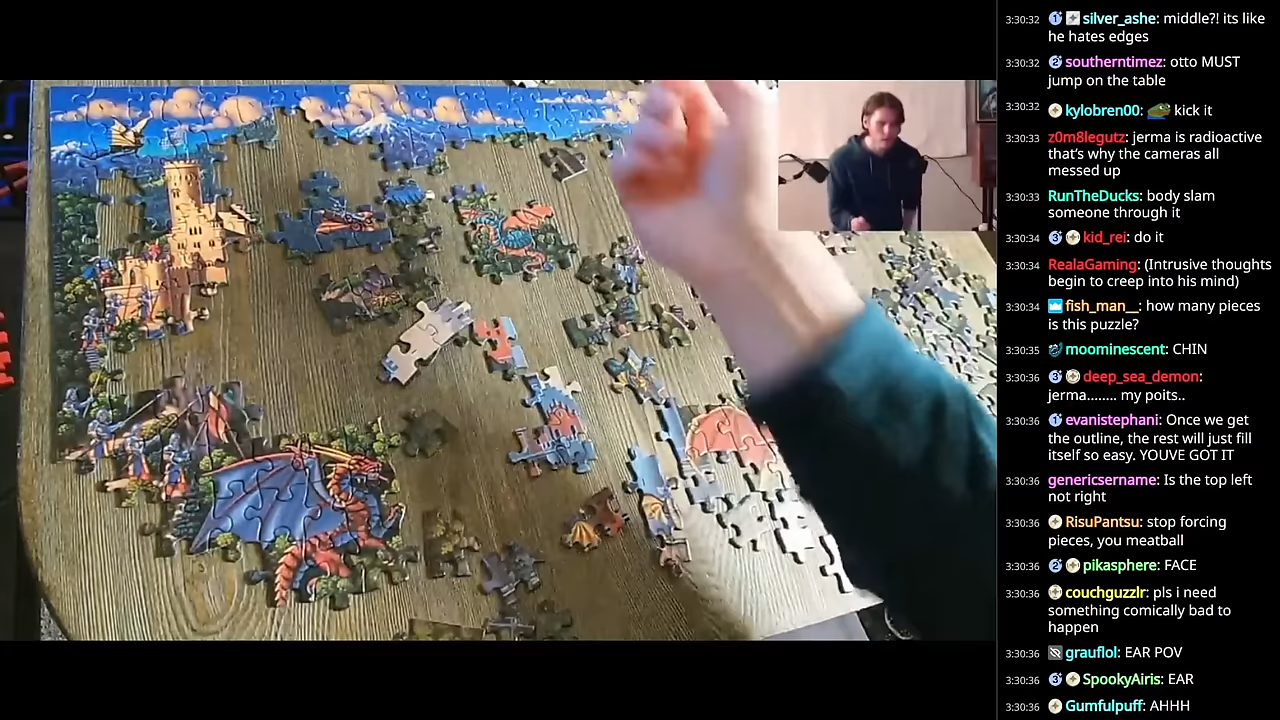 3:30:32 silver_ashe: middle?! its like
he hates edges
3:30:32 southerntimez: otto MUST
jump on the table
3:30:32 kylobren00: kick it
3:30:33 z0m8legutz: jerma is radioactive
that's why the cameras all
messed up
3:30:33 RunTheDucks: body slam
someone through it
3:30:34 kid_rei: do it
3:30:34 RealaGaming: (Intrusive thoughts
begin to creep into his mind)
3:30:34 fish_man__: how many pieces
is this puzzle?
3:30:35 moominescent: CHIN
3:30:36 deep_sea_demon:
jerma........ my poits..
3:30:36 evanistephani: Once we get
the outline, the rest will just fill
itself so easy. YOUVE GOT IT
3:30:36 genericsername: Is the top left
not right
3:30:36 RisuPantsu: stop forcing
pieces, you meatball
3:30:36 pikasphere: FACE
3:30:36 couchguzzlr: pls i need
something comically bad to
happen
3:30:36 grauflol: EAR POV
3:30:36 SpookyAiris: EAR
3:30:36 Gumfulpuff: AHHH